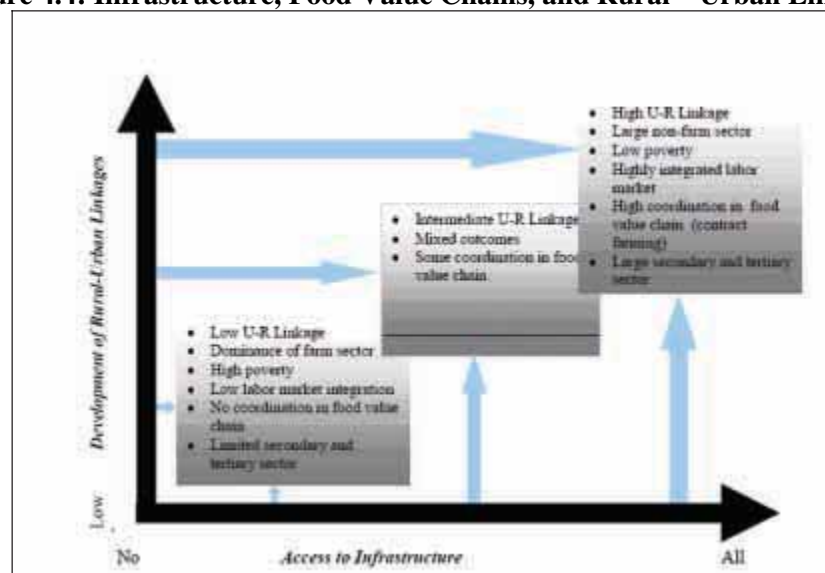 re 4.4: Infrastructure, Food Value Chains, and Rural – Urban Lin
Development of Rural-Urban Linkages
Low
• High U-R Linkage
• Large non-farm sector
• Low poverty
• Highly integrated labor
market
• High coordination in food
value chain (contract
farming)
• Large secondary and tertiary
sector
• Intermediate U-R Linkage
• Mixed outcomes
• Some coordination in food
value chain
• Low U-R Linkage
• Dominance of farm sector
• High poverty
• Low labor market integration
• No coordination in food value
chain
• Limited secondary and
tertiary sector
No
Access to Infrastructure
All